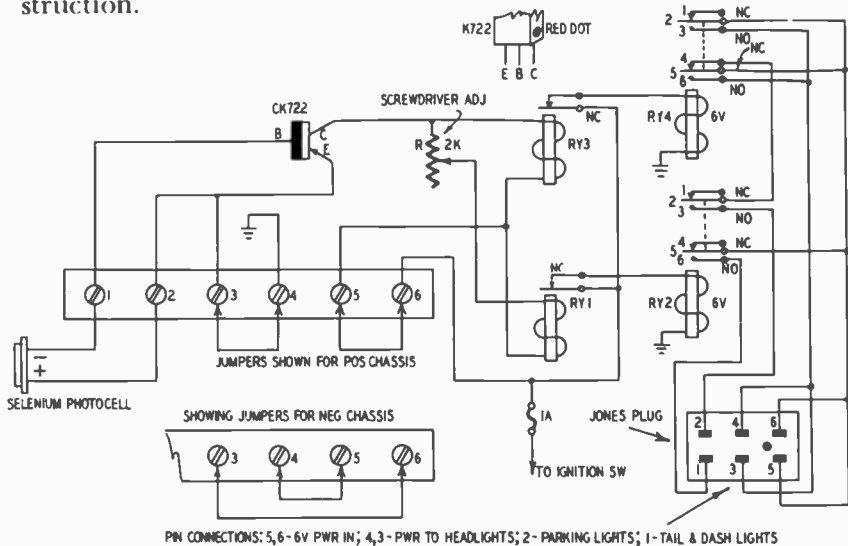 struction.
K722
RED DOT
E B C
CK722
B
C
E
SCREWDRIVER ADJ
R
2K
NC
RY3
RY4
6V
1
2
3
NC
NO
NC
4
5
6
NO
1
2
3
NC
NO
4
5
6
NC
NO
NC
RY1
RY2
6V
1
2
3
4
5
6
JUMPERS SHOWN FOR POS CHASSIS
–
+
SELENIUM PHOTOCELL
SHOWING JUMPERS FOR NEG CHASSIS
3
4
5
6
1A
TO IGNITION SW
JONES PLUG
2
4
6
1
3
5
PIN CONNECTIONS: 5,6-6V PWR IN; 4,3-PWR TO HEADLIGHTS; 2-PARKING LIGHTS; 1-TAIL & DASH LIGHTS